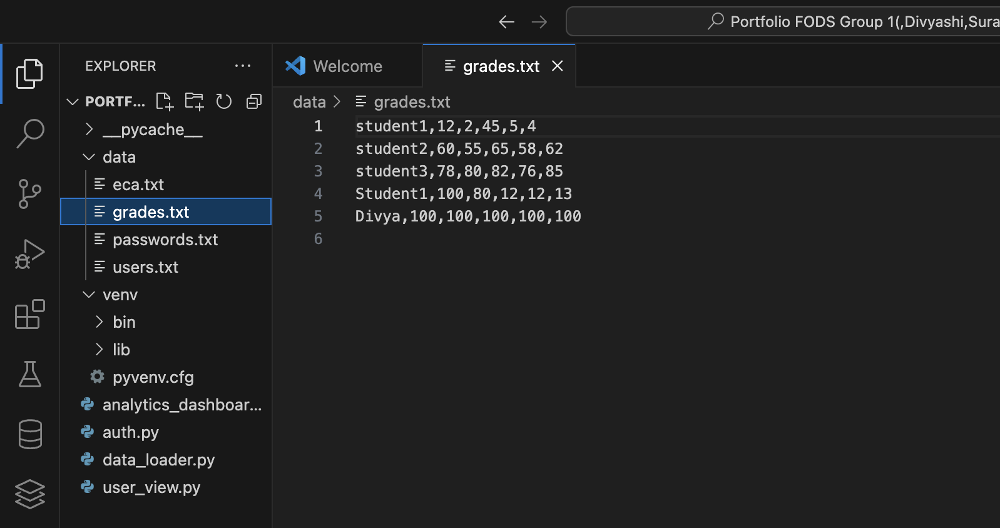 Portfolio FODS Group 1(,Divyashi,Sura
EXPLORER
PORTF...
__pycache__
data
eca.txt
grades.txt
passwords.txt
users.txt
venv
bin
lib
pyvenv.cfg
analytics_dashboar...
auth.py
data_loader.py
user_view.py
Welcome
grades.txt
data > grades.txt
1 student1,12,2,45,5,4
2 student2,60,55,65,58,62
3 student3,78,80,82,76,85
4 Student1,100,80,12,12,13
5 Divya,100,100,100,100,100
6